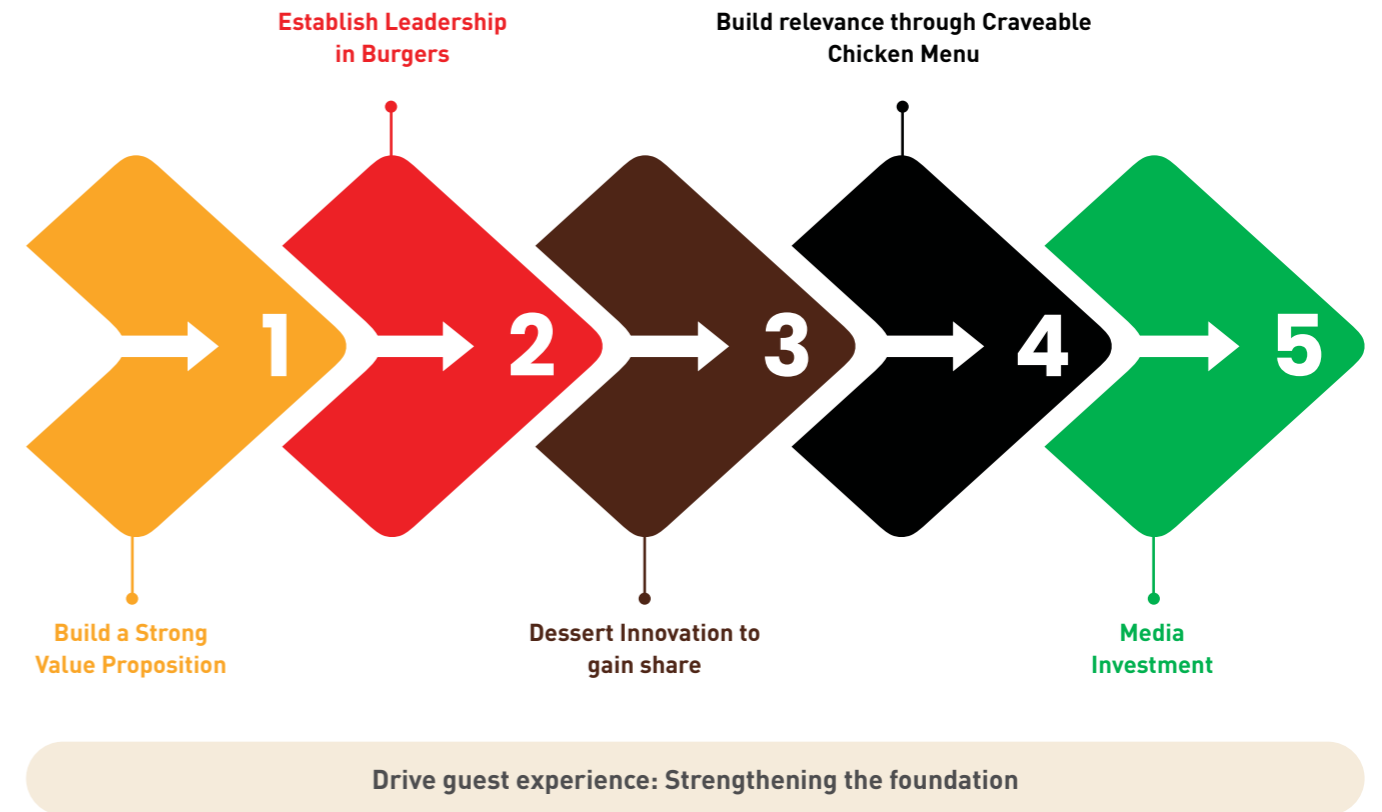 Establish Leadership
in Burgers
Build relevance through Craveable
Chicken Menu
1
2
3
4
5
Build a Strong
Value Proposition
Dessert Innovation to
gain share
Media
Investment
Drive guest experience: Strengthening the foundation